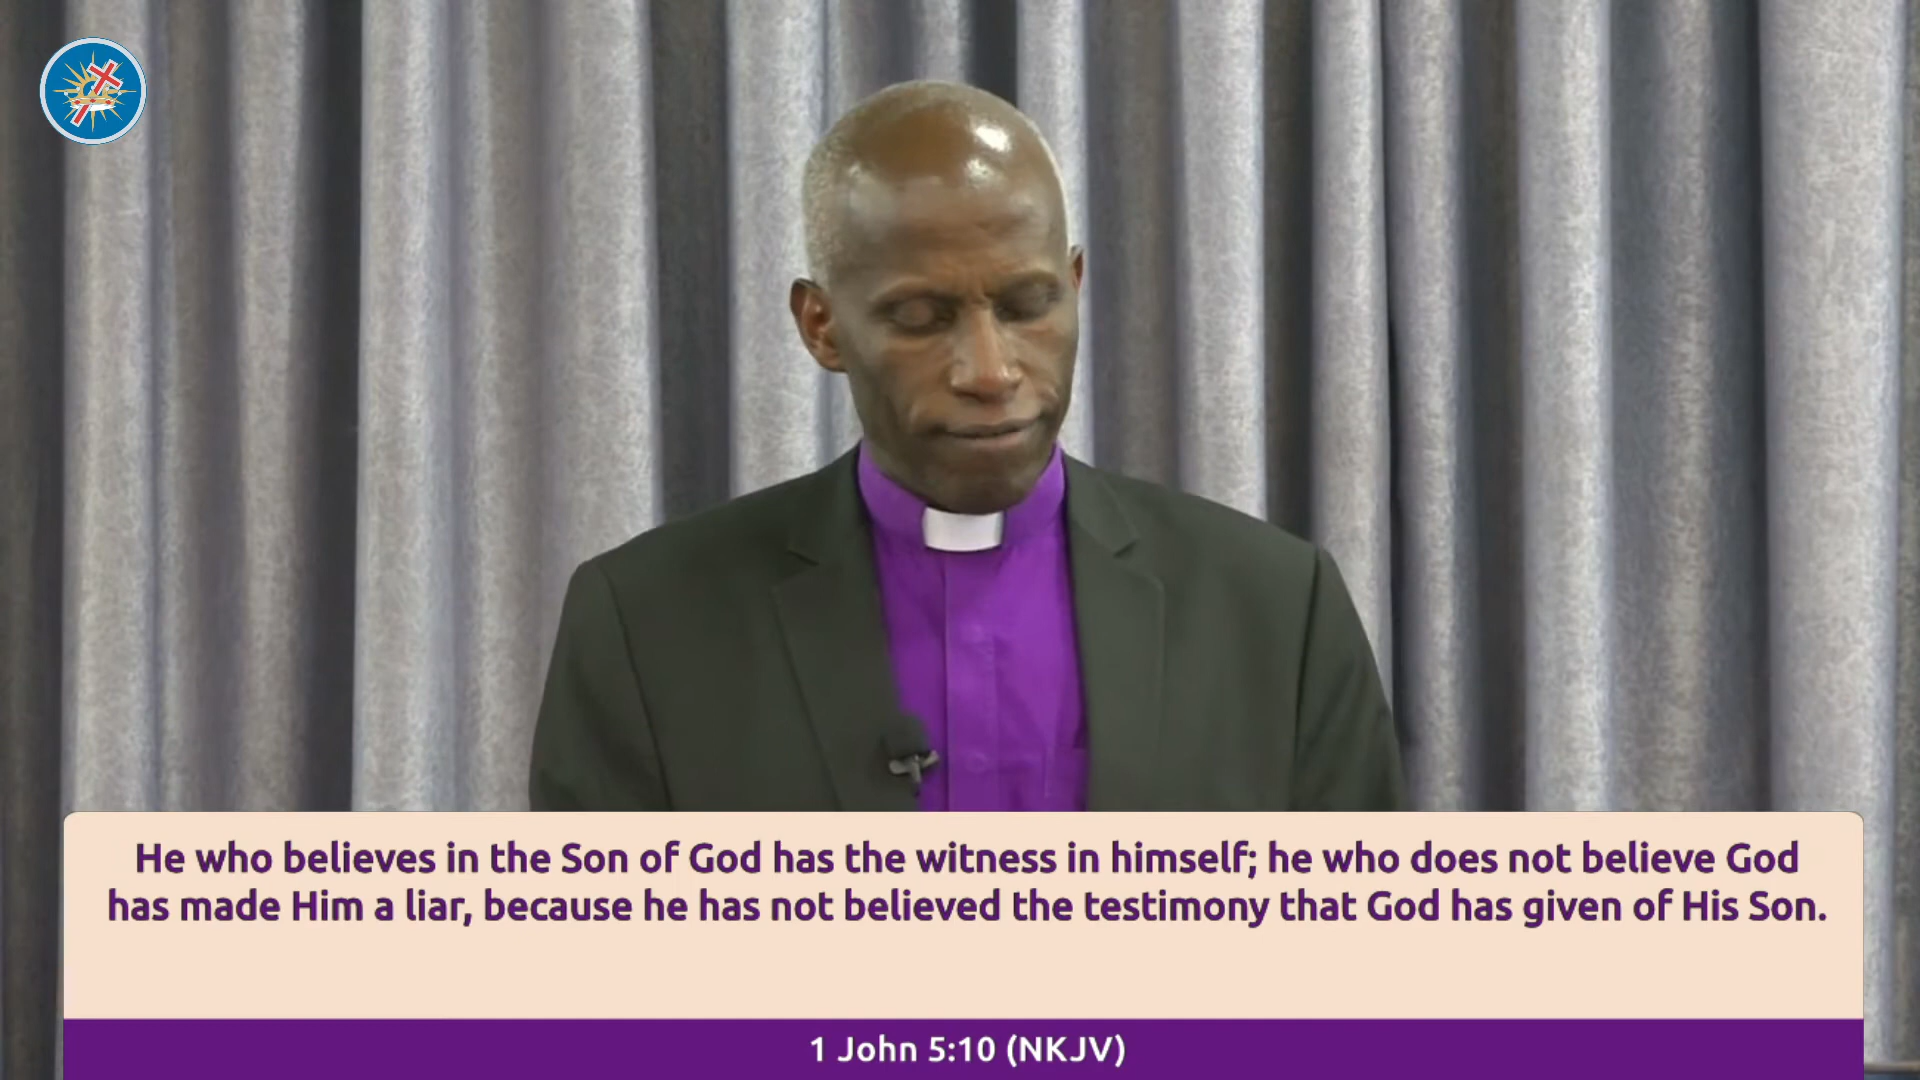 He who believes in the Son of God has the witness in himself; he who does not believe God
has made Him a liar, because he has not believed the testimony that God has given of His Son.
1 John 5:10 (NKJV)